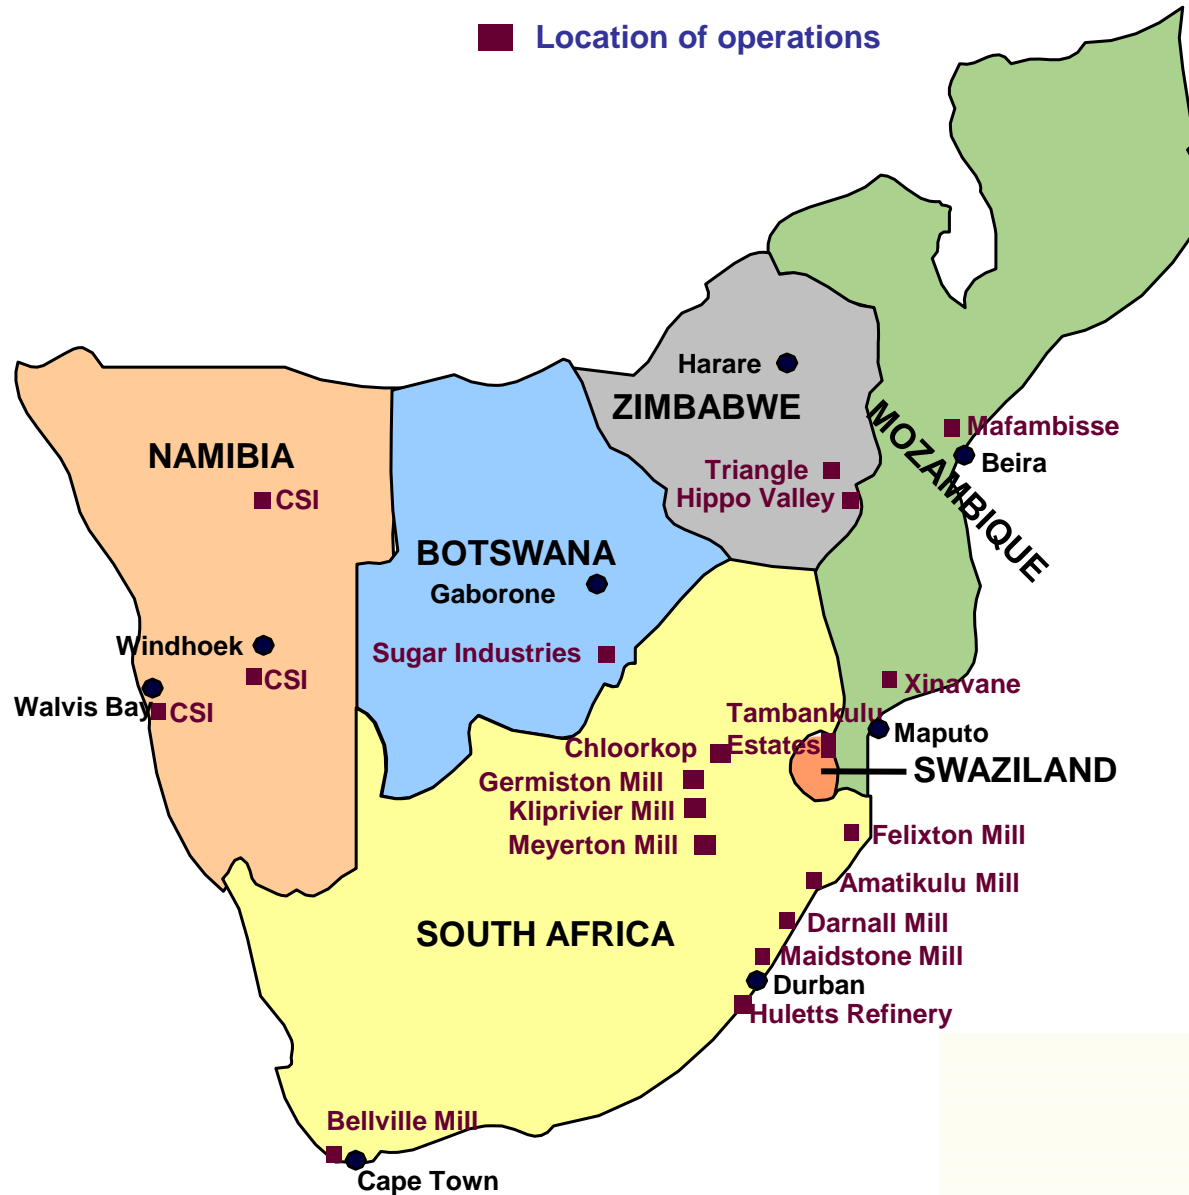 Location of operations
Harare
ZIMBABWE
MOZAMBIQUE
Mafambisse
Beira
NAMIBIA
Triangle
CSI
Hippo Valley
BOTSWANA
Gaborone
Windhoek
Sugar Industries
CSI
Xinavane
Walvis Bay
CSI
Tambankulu
Estates
Maputo
Chloorkop
SWAZILAND
Germiston Mill
Kliprivier Mill
Felixton Mill
Meyerton Mill
Amatikulu Mill
Darnall Mill
SOUTH AFRICA
Maidstone Mill
Durban
Huletts Refinery
Bellville Mill
Cape Town